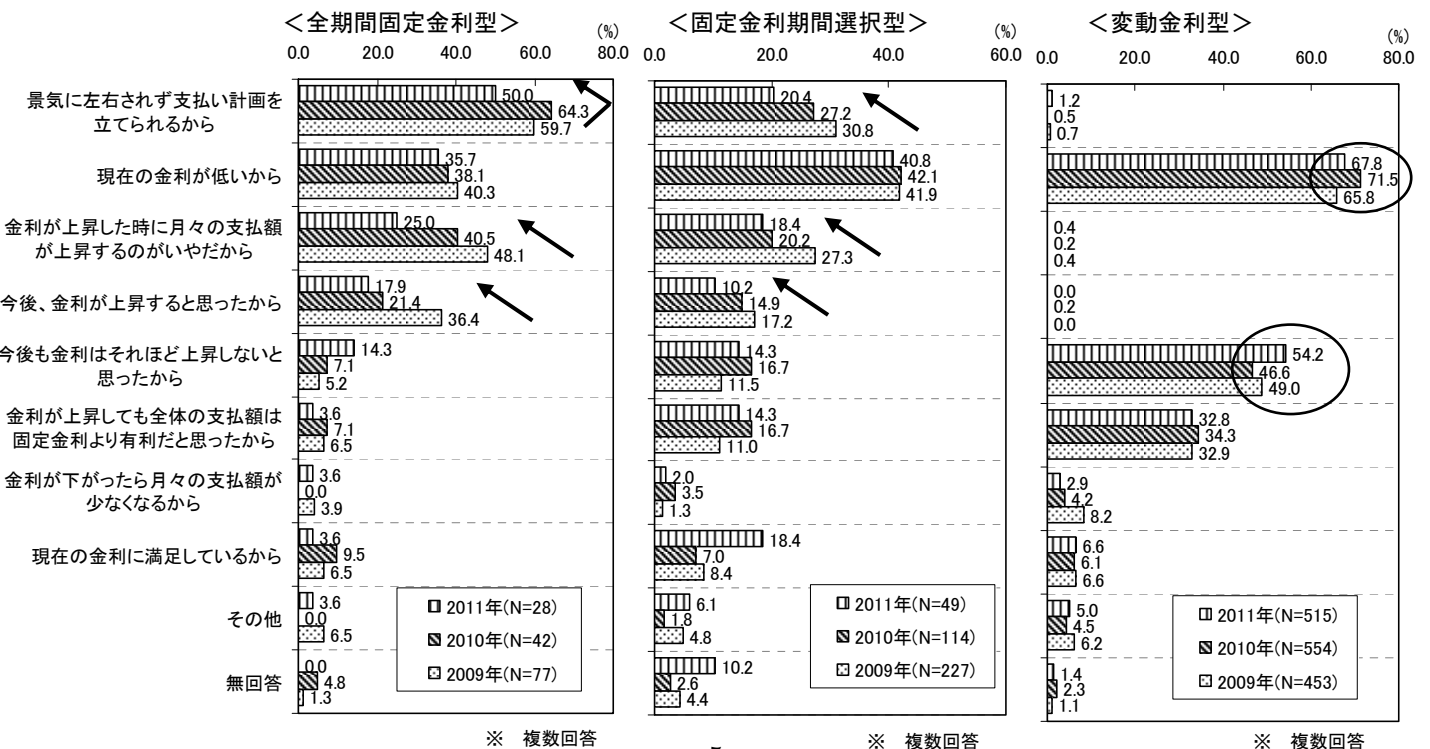 ＜全期間固定金利型＞
(%)
0.0 20.0 40.0 60.0 80.0
＜固定金利期間選択型＞
(%)
0.0 20.0 40.0 60.0
＜変動金利型＞
(%)
0.0 20.0 40.0 60.0 80.0
景気に左右されず支払い計画を
立てられるから
50.0
64.3
59.7
20.4
27.2
30.8
1.2
0.5
0.7
現在の金利が低いから
35.7
38.1
40.3
40.8
42.1
41.9
67.8
71.5
65.8
金利が上昇した時に月々の支払額
が上昇するのがいやだから
25.0
40.5
48.1
18.4
20.2
27.3
0.4
0.2
0.4
今後、金利が上昇すると思ったから
17.9
21.4
36.4
10.2
14.9
17.2
0.0
0.2
0.0
今後も金利はそれほど上昇しないと
思ったから
14.3
7.1
5.2
14.3
16.7
11.5
54.2
46.6
49.0
金利が上昇しても全体の支払額は
固定金利より有利だと思ったから
3.6
7.1
6.5
14.3
16.7
11.0
32.8
34.3
32.9
金利が下がったら月々の支払額が
少なくなるから
3.6
0.0
3.9
2.0
3.5
1.3
2.9
4.2
8.2
現在の金利に満足しているから
3.6
9.5
6.5
18.4
7.0
8.4
6.6
6.1
6.6
その他
3.6
0.0
6.5
6.1
1.8
4.8
5.0
4.5
6.2
無回答
0.0
4.8
1.3
10.2
2.6
4.4
1.4
2.3
1.1
2011年(N=28)
2010年(N=42)
2009年(N=77)
2011年(N=49)
2010年(N=114)
2009年(N=227)
2011年(N=515)
2010年(N=554)
2009年(N=453)
※ 複数回答
※ 複数回答
※ 複数回答